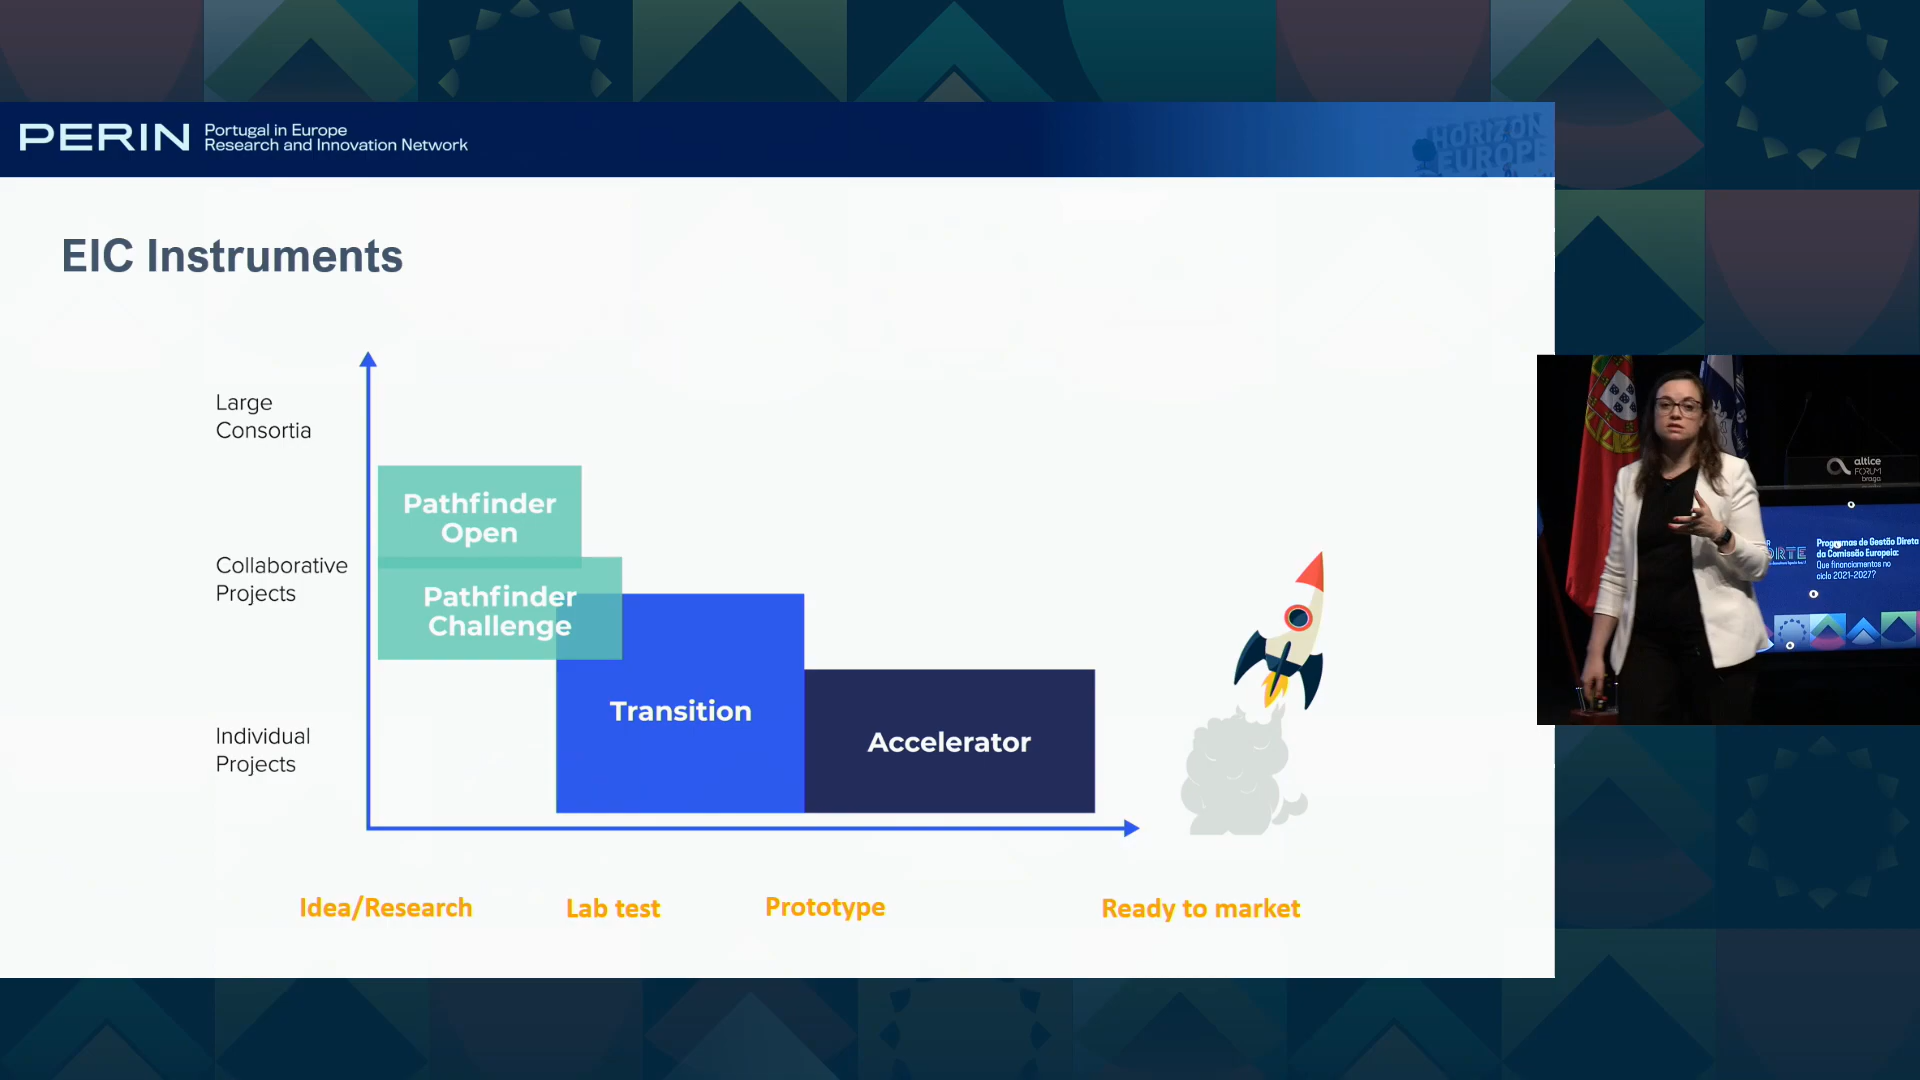 PERIN
Portugal in Europe
Research and Innovation Network
HORIZON
EUROPE
EIC Instruments
Large
Consortia
Collaborative
Projects
Individual
Projects
Pathfinder
Open
Pathfinder
Challenge
Transition
Accelerator
Idea/Research
Lab test
Prototype
Ready to market
altice
FORUM
braga
ORTE
Programas de Gestão Direta
da Comissão Europeia:
Que financiamentos no
ciclo 2021-2027?